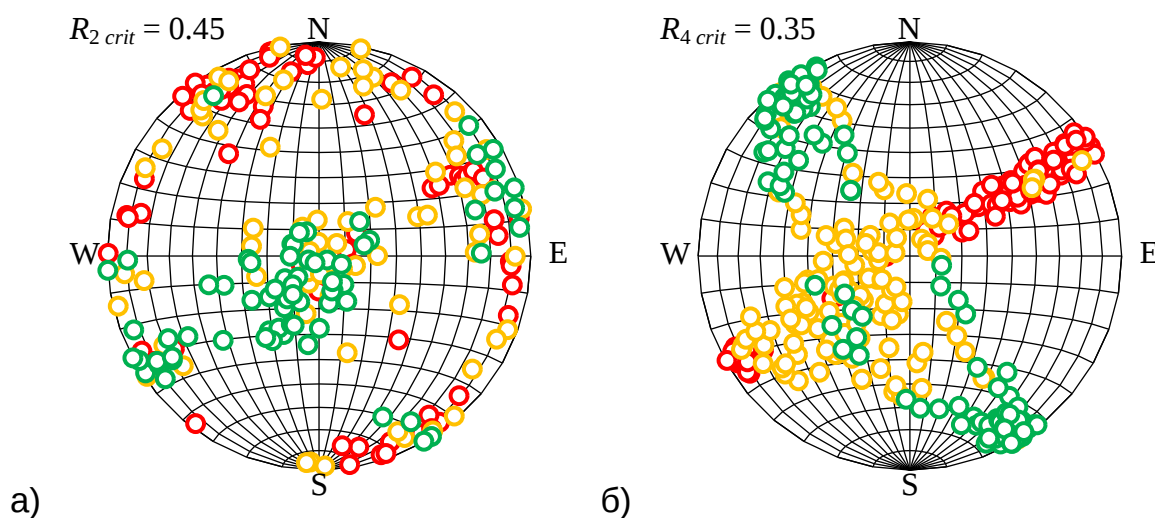 R2 crit = 0.45
N
W
E
S
а)
R4 crit = 0.35
N
W
E
S
б)